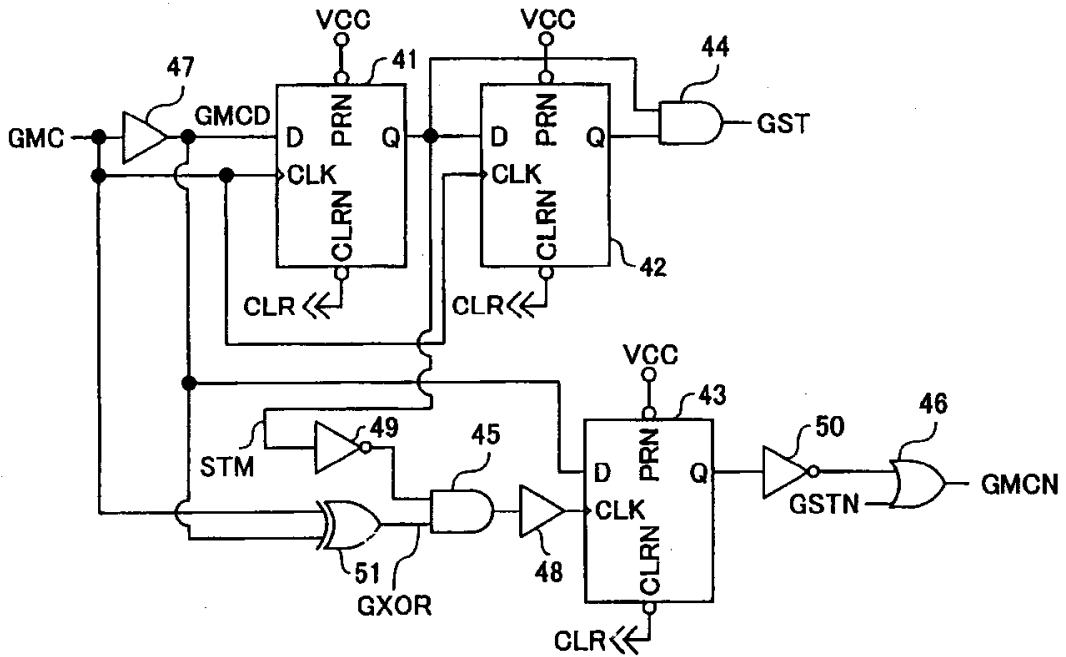 VCC
VCC
41
44
47
GMCD
GMC
D
PRN
Q
D
PRN
Q
GST
CLK
CLK
CLRN
CLRN
42
CLR
CLR
VCC
43
49
45
50
46
STM
D
PRN
Q
GMCN
CLK
GSTN
51
48
CLRN
GXOR
CLR